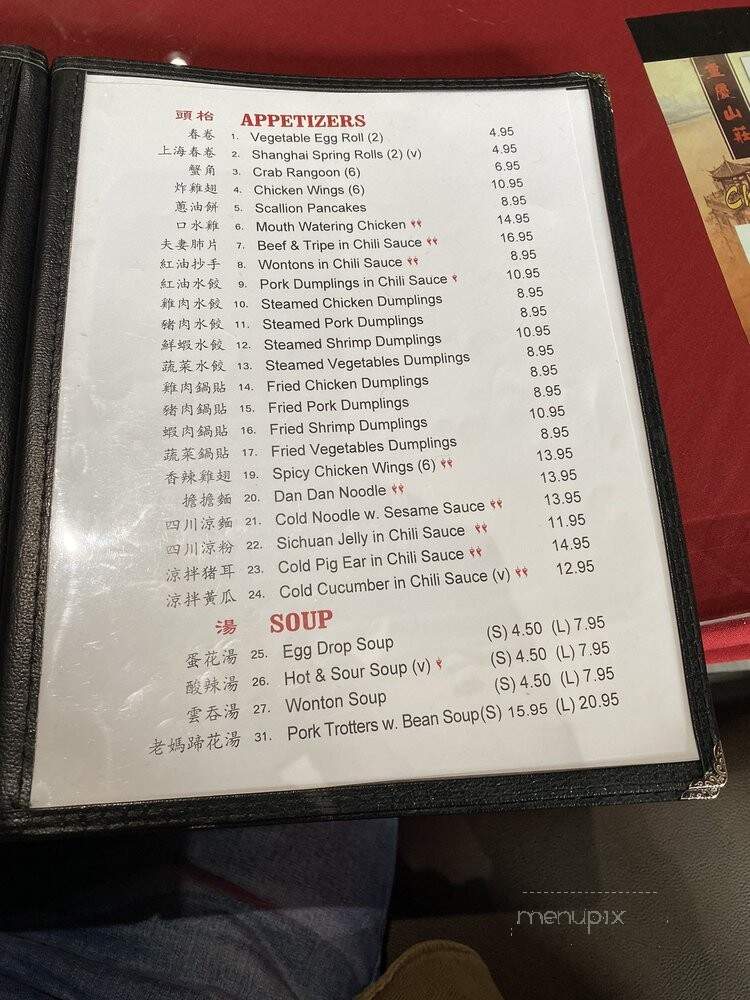 頭枱 APPETIZERS
春卷 1. Vegetable Egg Roll (2) 4.95
上海春卷 2. Shanghai Spring Rolls (2) (v) 4.95
蟹角 3. Crab Rangoon (6) 6.95
炸雞翅 4. Chicken Wings (6) 10.95
蔥油餅 5. Scallion Pancakes 8.95
口水雞 6. Mouth Watering Chicken 14.95
夫妻肺片 7. Beef & Tripe in Chili Sauce 16.95
紅油抄手 8. Wontons in Chili Sauce 8.95
紅油水餃 9. Pork Dumplings in Chili Sauce 10.95
雞肉水餃 10. Steamed Chicken Dumplings 8.95
豬肉水餃 11. Steamed Pork Dumplings 8.95
鮮蝦水餃 12. Steamed Shrimp Dumplings 10.95
蔬菜水餃 13. Steamed Vegetables Dumplings 8.95
雞肉鍋貼 14. Fried Chicken Dumplings 8.95
豬肉鍋貼 15. Fried Pork Dumplings 8.95
蝦肉鍋貼 16. Fried Shrimp Dumplings 10.95
蔬菜鍋貼 17. Fried Vegetables Dumplings 8.95
香辣雞翅 19. Spicy Chicken Wings (6) 13.95
擔擔麵 20. Dan Dan Noodle 13.95
四川涼麵 21. Cold Noodle w. Sesame Sauce 13.95
四川涼粉 22. Sichuan Jelly in Chili Sauce 11.95
涼拌猪耳 23. Cold Pig Ear in Chili Sauce 14.95
涼拌黃瓜 24. Cold Cucumber in Chili Sauce (v) 12.95
湯 SOUP
蛋花湯 25. Egg Drop Soup (S) 4.50 (L) 7.95
酸辣湯 26. Hot & Sour Soup (v) (S) 4.50 (L) 7.95
雲吞湯 27. Wonton Soup (S) 4.50 (L) 7.95
老媽蹄花湯 31. Pork Trotters w. Bean Soup (S) 15.95 (L) 20.95
重慶山莊
menupix